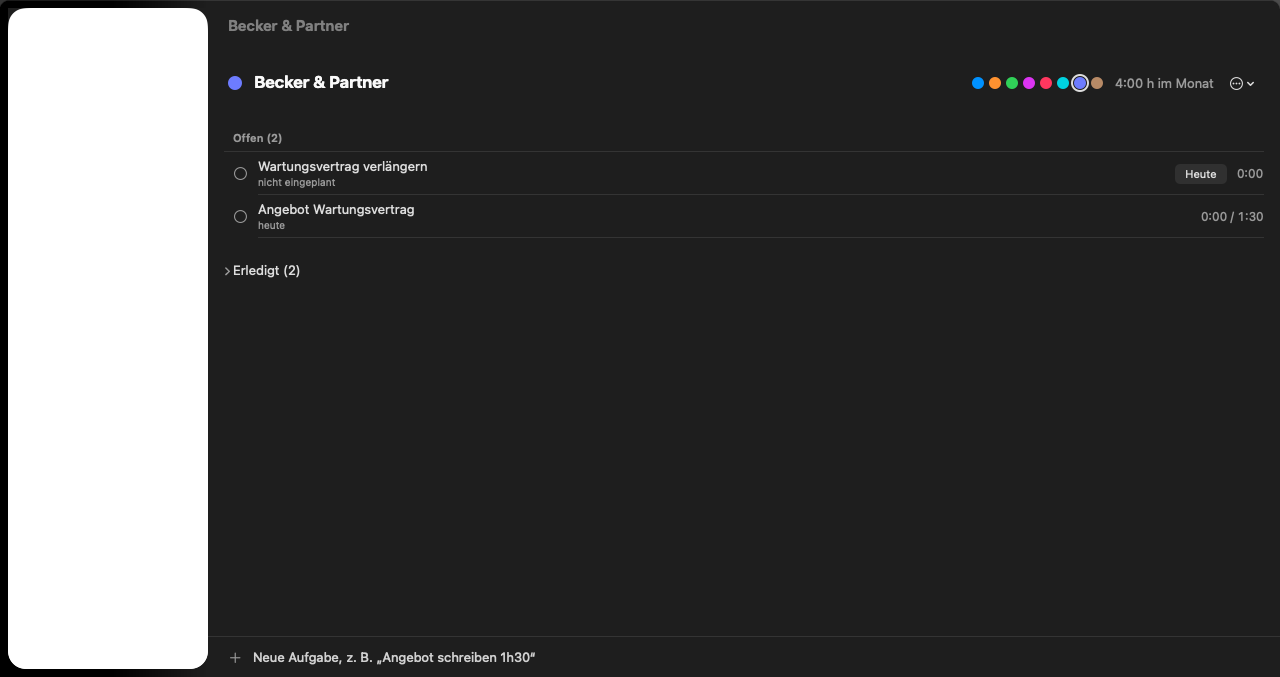 Becker & Partner
Becker & Partner
4:00 h im Monat
Offen (2)
Wartungsvertrag verlängern
nicht eingeplant
Heute
0:00
Angebot Wartungsvertrag
heute
0:00 / 1:30
Erledigt (2)
Neue Aufgabe, z. B. „Angebot schreiben 1h30“